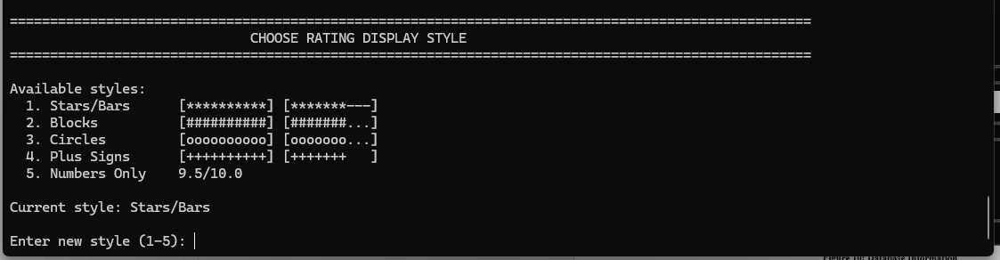 ====================================================================================================
CHOOSE RATING DISPLAY STYLE
====================================================================================================
Available styles:
1. Stars/Bars      [**********] [*******---]
2. Blocks          [##########] [#######...]
3. Circles         [oooooooooo] [ooooooo...]
4. Plus Signs      [++++++++++] [+++++++   ]
5. Numbers Only    9.5/10.0
Current style: Stars/Bars
Enter new style (1-5):